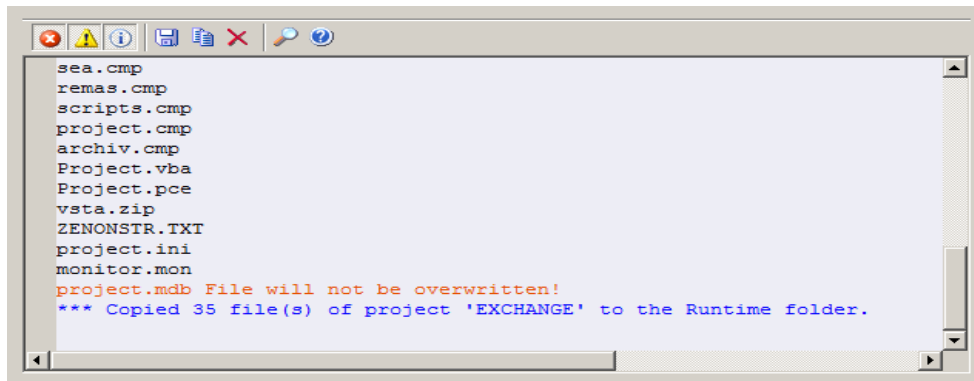 sea.cmp
remas.cmp
scripts.cmp
project.cmp
archiv.cmp
Project.vba
Project.pce
vsta.zip
ZENONSTR.TXT
project.ini
monitor.mon
project.mdb File will not be overwritten!
*** Copied 35 file(s) of project 'EXCHANGE' to the Runtime folder.